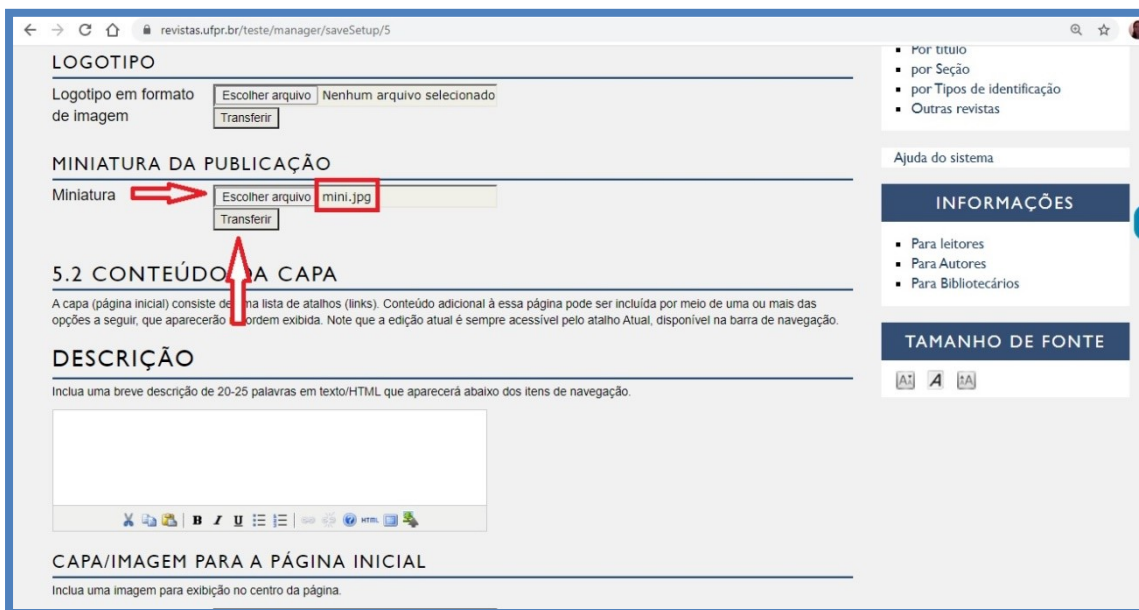 revistas.ufpr.br/teste/manager/saveSetup/5
LOGOTIPO
Logotipo em formato
de imagem
Escolher arquivo Nenhum arquivo selecionado
Transferir
MINIATURA DA PUBLICAÇÃO
Miniatura
Escolher arquivo mini.jpg
Transferir
5.2 CONTEÚDO DA CAPA
A capa (página inicial) consiste de uma lista de atalhos (links). Conteúdo adicional à essa página pode ser incluída por meio de uma ou mais das
opções a seguir, que aparecerão ordem exibida. Note que a edição atual é sempre acessível pelo atalho Atual, disponível na barra de navegação.
DESCRIÇÃO
Inclua uma breve descrição de 20-25 palavras em texto/HTML que aparecerá abaixo dos itens de navegação.
B I U HTML
CAPA/IMAGEM PARA A PÁGINA INICIAL
Inclua uma imagem para exibição no centro da página.
Por título
por Seção
por Tipos de identificação
Outras revistas
Ajuda do sistema
INFORMAÇÕES
Para leitores
Para Autores
Para Bibliotecários
TAMANHO DE FONTE
A A A